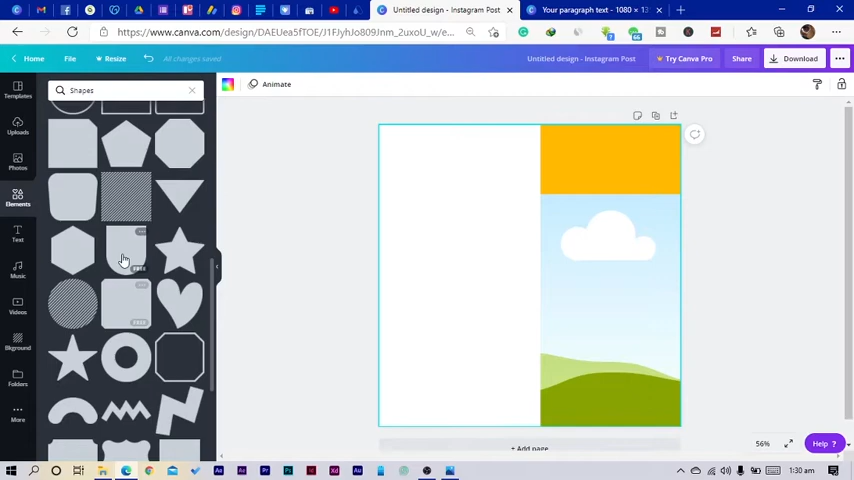 Untitled design - Instagram Post
Your paragraph text - 1080 × 13
https://www.canva.com/design/DAEUea5fTOE/J1FJyhJo809Jnm_2uxoU_w/e...
Home
File
Resize
All changes saved
Untitled design - Instagram Post
Try Canva Pro
Share
Download
Templates
Shapes
Animate
Uploads
Photos
Elements
Text
FREE
Music
Videos
FREE
Bkground
Folders
More
+ Add page
56%
Help ?
1:30 am